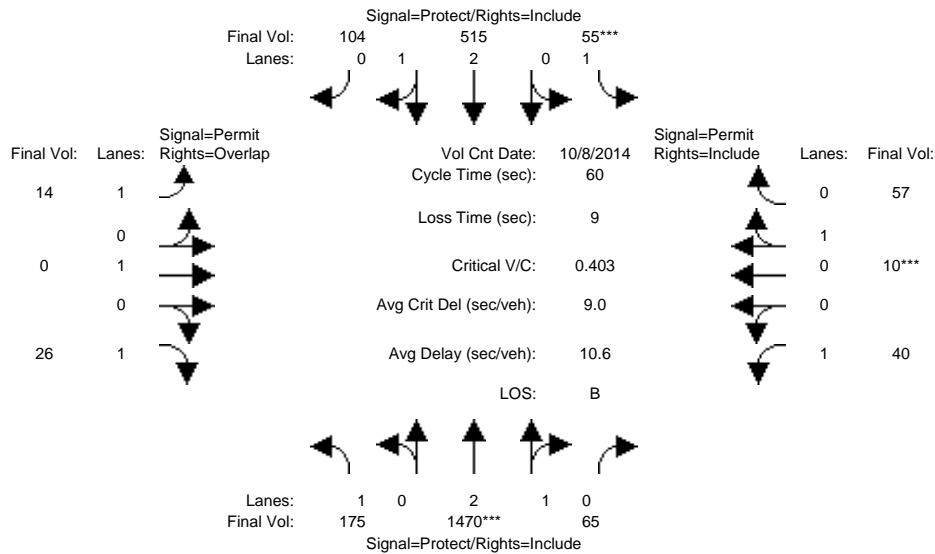 Signal=Protect/Rights=Include
Final Vol: 104 515 55***
Lanes: 0 1 2 0 1
Signal=Permit Signal=Permit
Final Vol: Lanes: Rights=Overlap Vol Cnt Date: 10/8/2014 Rights=Include Lanes: Final Vol:
Cycle Time (sec): 60
14 1 0 57
Loss Time (sec): 9
0 1
0 1 Critical V/C: 0.403 0 10***
0 Avg Crit Del (sec/veh): 9.0 0
26 1 Avg Delay (sec/veh): 10.6 1 40
LOS: B
Lanes: 1 0 2 1 0
Final Vol: 175 1470*** 65
Signal=Protect/Rights=Include